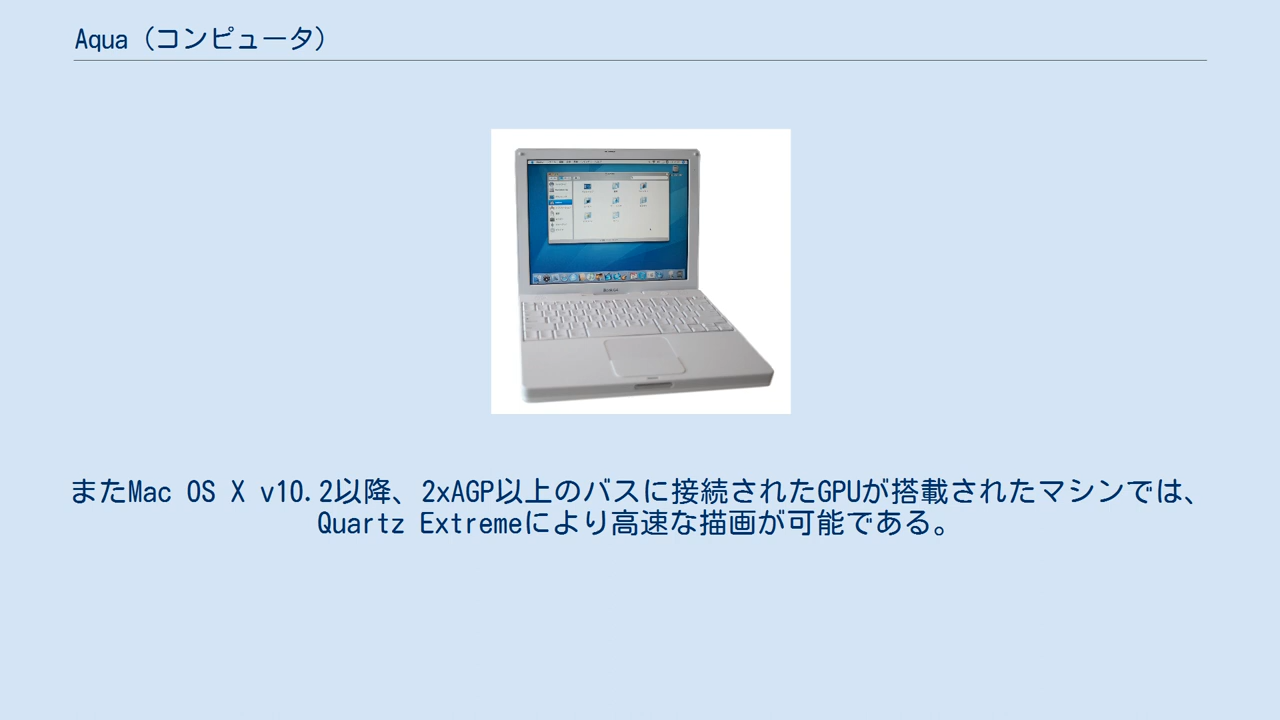 Aqua（コンピュータ）
またMac OS X v10.2以降、2xAGP以上のバスに接続されたGPUが搭載されたマシンでは、
Quartz Extremeにより高速な描画が可能である。